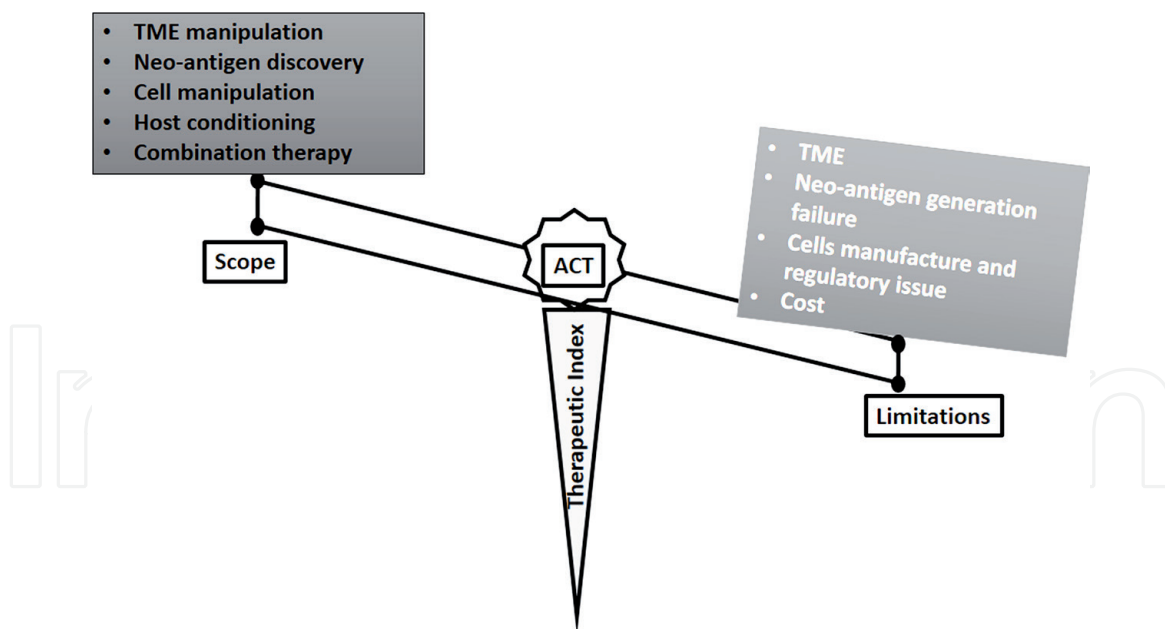 • TME manipulation
• Neo-antigen discovery
• Cell manipulation
• Host conditioning
• Combination therapy
• TME
• Neo-antigen generation
failure
• Cells manufacture and
regulatory issue
• Cost
Scope
ACT
Therapeutic Index
Limitations